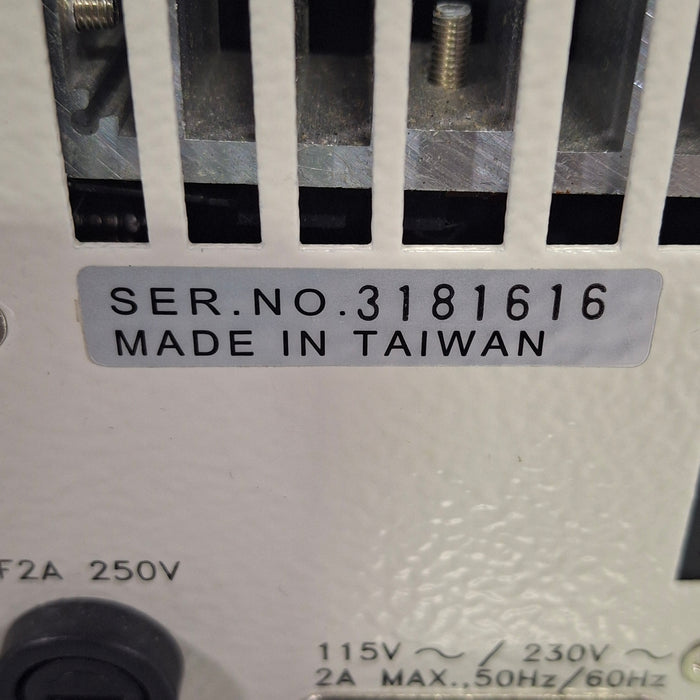 SER.NO.3181616
MADE IN TAIWAN
F2A 250V
115V ~ / 230V ~
2A MAX.,50Hz/60Hz